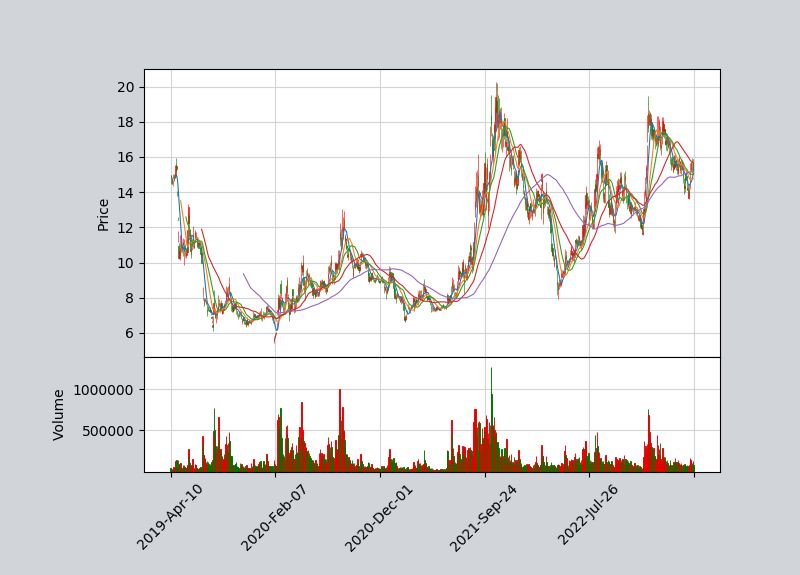 20
18
16
14
12
10
8
6
Price
1000000
500000
Volume
2019-Apr-10
2020-Feb-07
2020-Dec-01
2021-Sep-24
2022-Jul-26